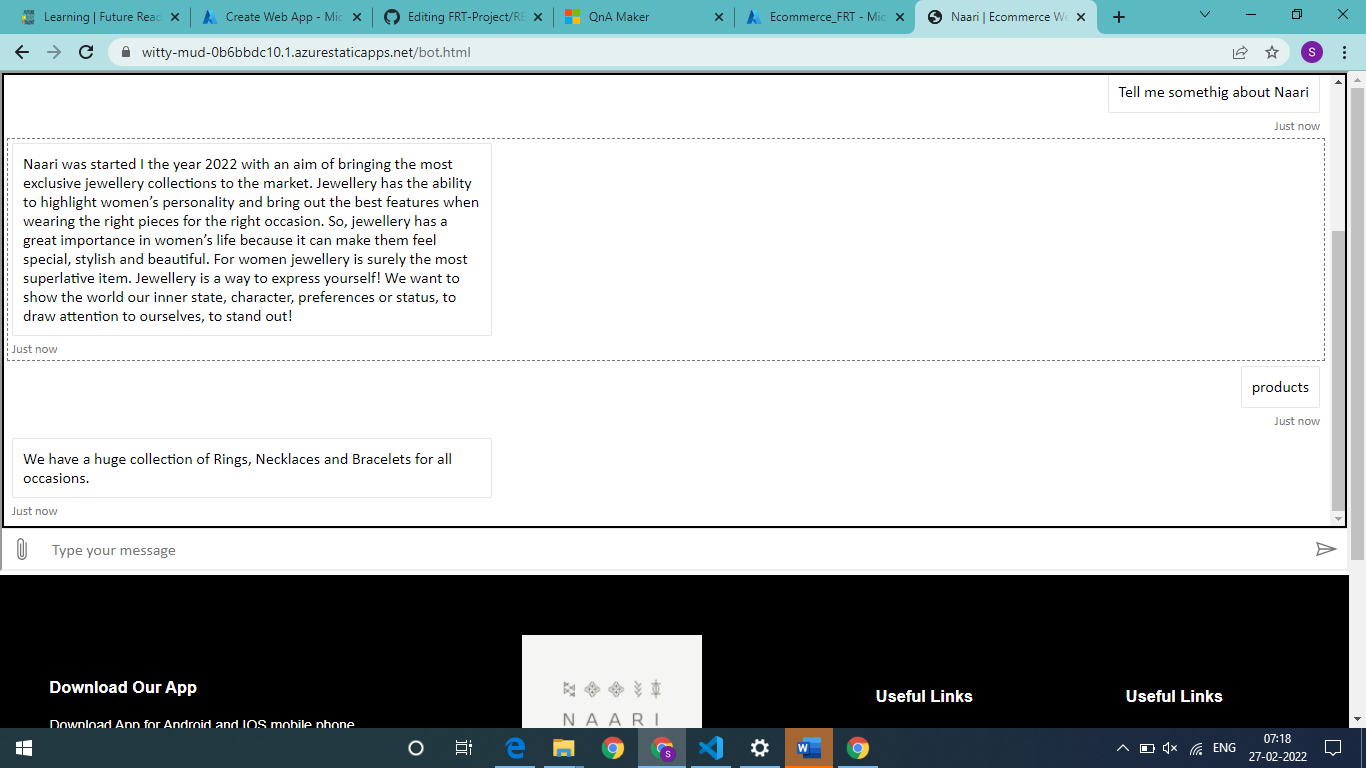 Learning | Future Read
Create Web App - Mic
Editing FRT-Project/RE
QnA Maker
Ecommerce_FRT - Mic
Naari | Ecommerce We
witty-mud-0b6bbdc10.1.azurestaticapps.net/bot.html
S
Tell me somethig about Naari
Just now
Naari was started I the year 2022 with an aim of bringing the most
exclusive jewellery collections to the market. Jewellery has the ability
to highlight women’s personality and bring out the best features when
wearing the right pieces for the right occasion. So, jewellery has a
great importance in women’s life because it can make them feel
special, stylish and beautiful. For women jewellery is surely the most
superlative item. Jewellery is a way to express yourself! We want to
show the world our inner state, character, preferences or status, to
draw attention to ourselves, to stand out!
Just now
products
Just now
We have a huge collection of Rings, Necklaces and Bracelets for all
occasions.
Just now
Type your message
Download Our App
Download App for Android and IOS mobile phone
NAARI
Useful Links
Useful Links
ENG
07:18
27-02-2022